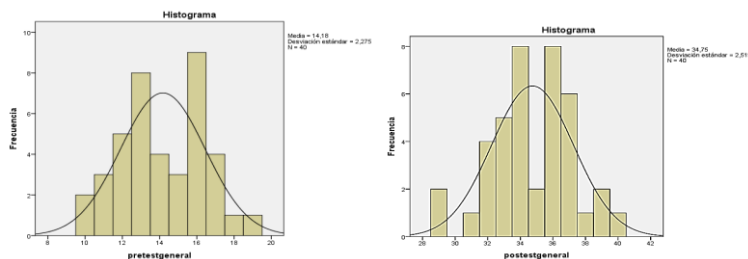 Histograma
Media = 14,18
Desviación estándar = 2,275
N = 40
Frecuencia
10
8
6
4
2
0
8 10 12 14 16 18 20
pretestgeneral
Histograma
Media = 34,75
Desviación estándar = 2,51
N = 40
Frecuencia
8
6
4
2
0
28 30 32 34 36 38 40 42
postestgeneral